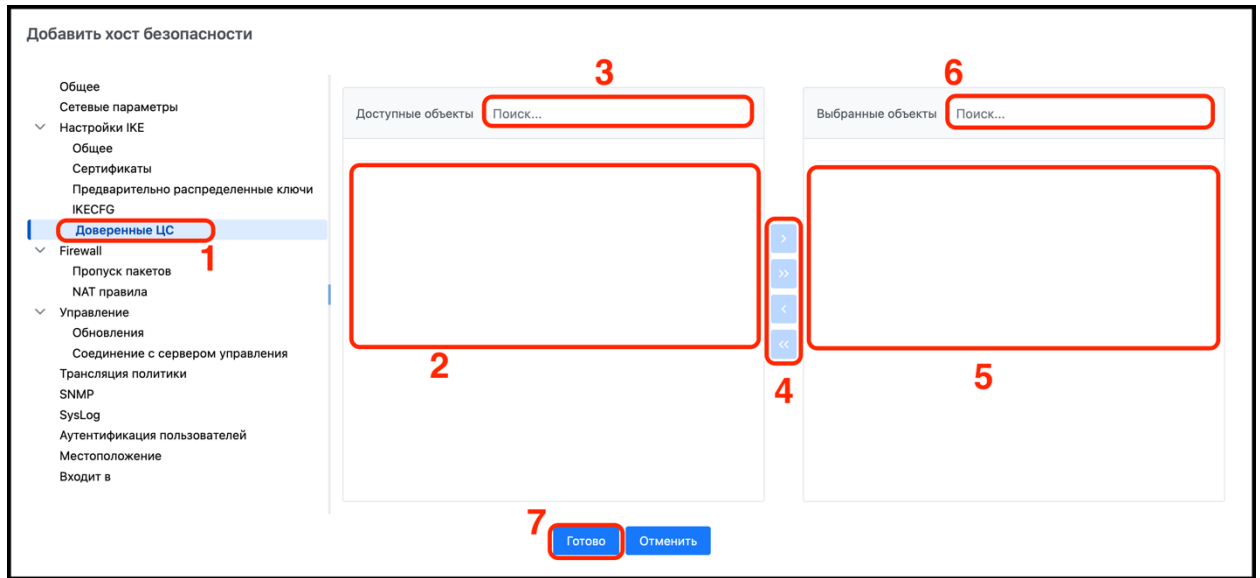 Добавить хост безопасности
Общее
Сетевые параметры
Настройки IKE
Общее
Сертификаты
Предварительно распределенные ключи
IKECFG
Доверенные ЦС
1
Firewall
Пропуск пакетов
NAT правила
Управление
Обновления
Соединение с сервером управления
Трансляция политики
SNMP
SysLog
Аутентификация пользователей
Местоположение
Входит в
3
Доступные объекты Поиск...
2
>
>>
<
<<
4
6
Выбранные объекты Поиск...
5
7
Готово Отменить